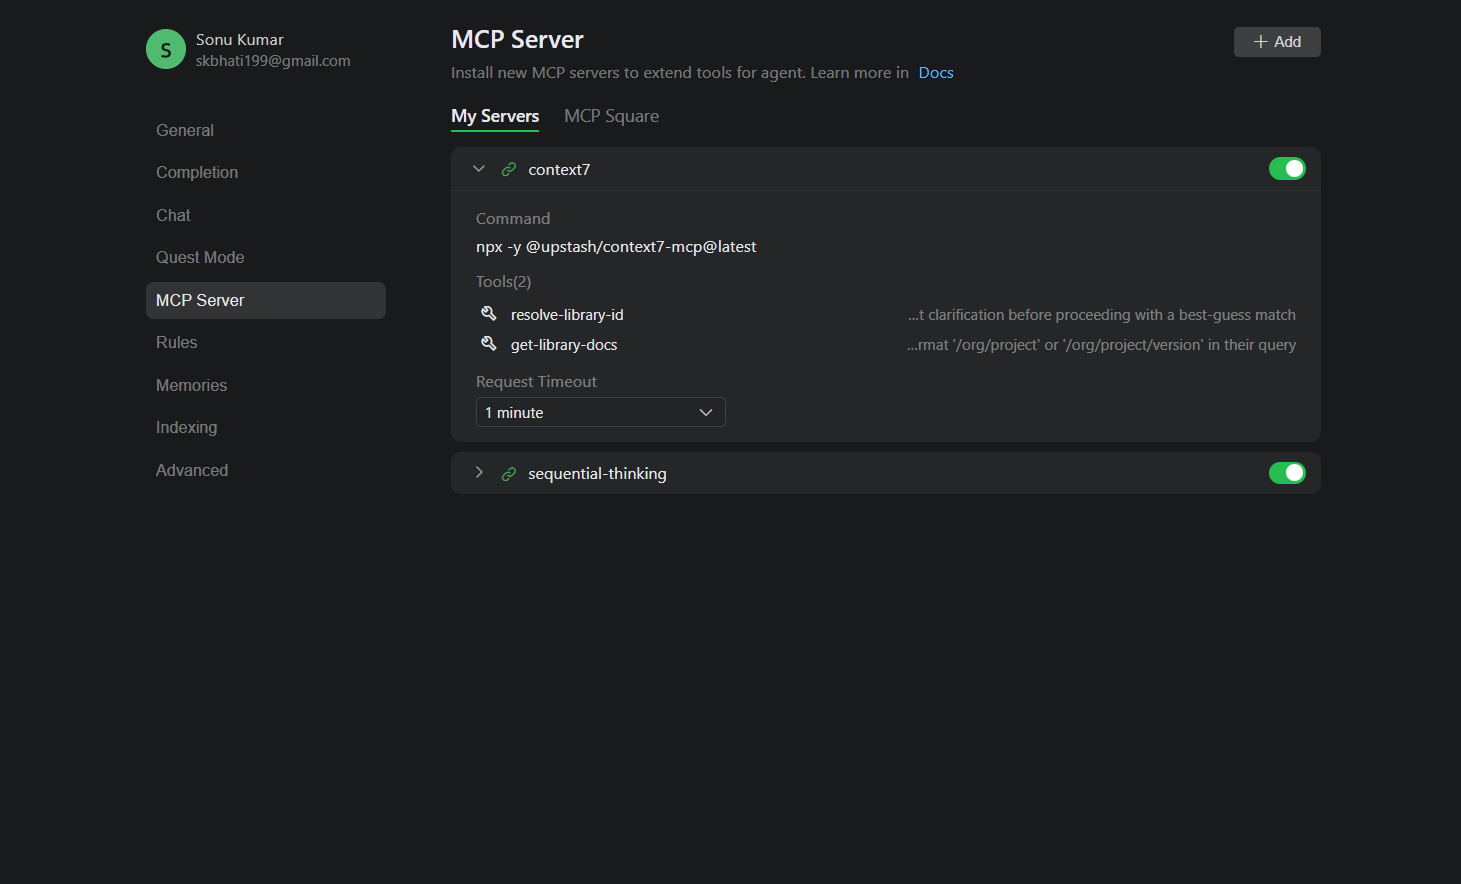 S
Sonu Kumar
skbhati199@gmail.com
General
Completion
Chat
Quest Mode
MCP Server
Rules
Memories
Indexing
Advanced
MCP Server
+ Add
Install new MCP servers to extend tools for agent. Learn more in Docs
My Servers MCP Square
context7
Command
npx -y @upstash/context7-mcp@latest
Tools(2)
resolve-library-id ...t clarification before proceeding with a best-guess match
get-library-docs ...rmat '/org/project' or '/org/project/version' in their query
Request Timeout
1 minute
sequential-thinking